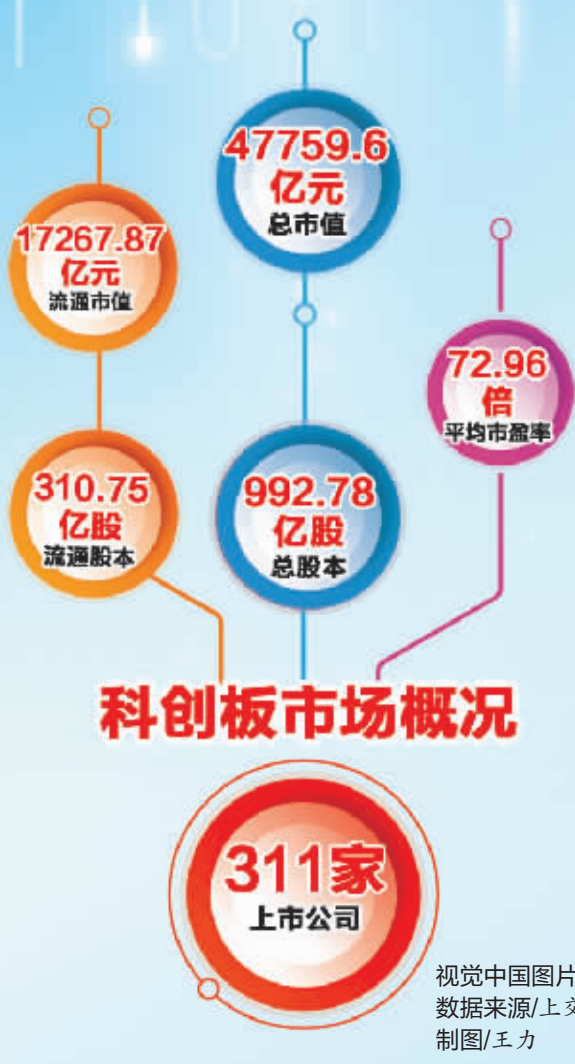 47759.6
亿元
总市值
17267.87
亿元
流通市值
72.96
倍
平均市盈率
310.75
亿股
流通股本
992.78
亿股
总股本
科创板市场概况
311家
上市公司
视觉中国图片
数据来源/上交
制图/王力